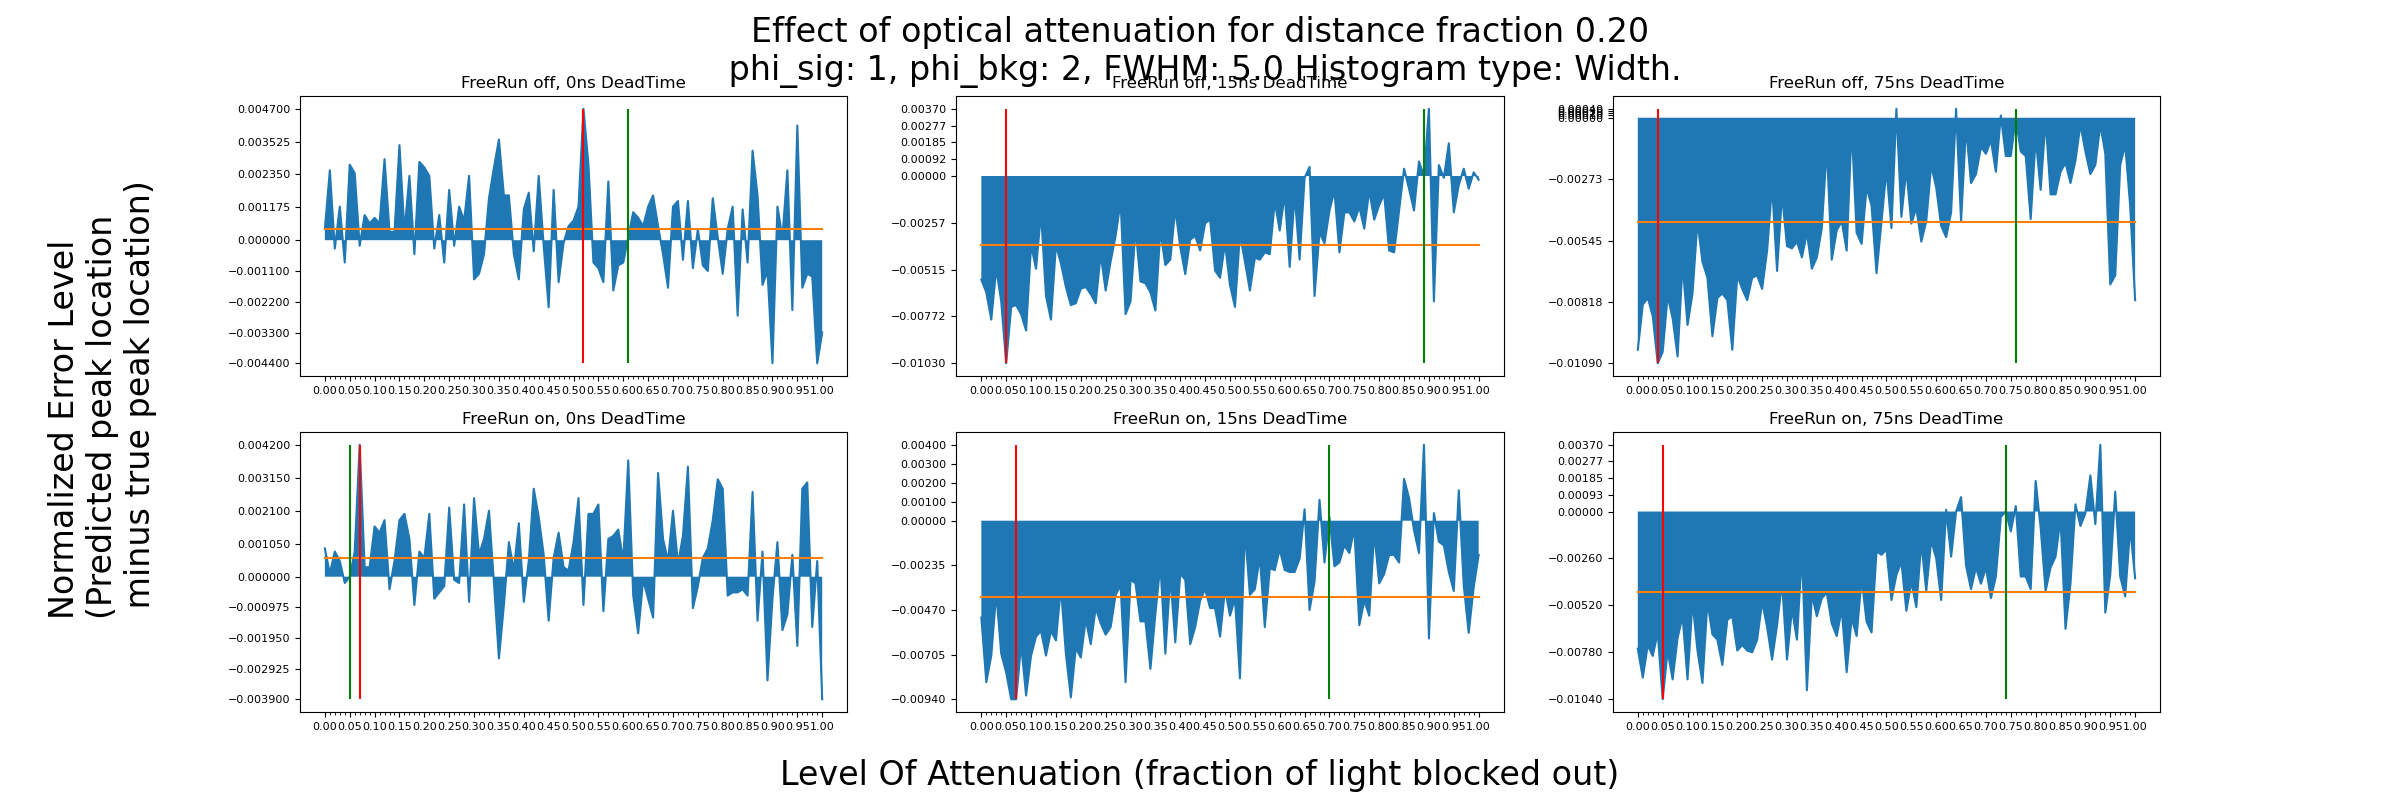 Effect of optical attenuation for distance fraction 0.20
phi_sig: 1, phi_bkg: 2, FWHM: 5.0 Histogram type: Width.
Normalized Error Level
(Predicted peak location
minus true peak location)
FreeRun off, 0ns DeadTime
0.004700
0.003525
0.002350
0.001175
0.000000
−0.001100
−0.002200
−0.003300
−0.004400
0.00 0.05 0.10 0.15 0.20 0.25 0.30 0.35 0.40 0.45 0.50 0.55 0.60 0.65 0.70 0.75 0.80 0.85 0.90 0.95 1.00
FreeRun off, 15ns DeadTime
0.00370
0.00277
0.00185
0.00092
0.00000
−0.00257
−0.00515
−0.00772
−0.01030
0.00 0.05 0.10 0.15 0.20 0.25 0.30 0.35 0.40 0.45 0.50 0.55 0.60 0.65 0.70 0.75 0.80 0.85 0.90 0.95 1.00
FreeRun off, 75ns DeadTime
0.00040
0.00000
−0.00273
−0.00545
−0.00818
−0.01090
0.00 0.05 0.10 0.15 0.20 0.25 0.30 0.35 0.40 0.45 0.50 0.55 0.60 0.65 0.70 0.75 0.80 0.85 0.90 0.95 1.00
FreeRun on, 0ns DeadTime
0.004200
0.003150
0.002100
0.001050
0.000000
−0.000975
−0.001950
−0.002925
−0.003900
0.00 0.05 0.10 0.15 0.20 0.25 0.30 0.35 0.40 0.45 0.50 0.55 0.60 0.65 0.70 0.75 0.80 0.85 0.90 0.95 1.00
FreeRun on, 15ns DeadTime
0.00400
0.00300
0.00200
0.00100
0.00000
−0.00235
−0.00470
−0.00705
−0.00940
0.00 0.05 0.10 0.15 0.20 0.25 0.30 0.35 0.40 0.45 0.50 0.55 0.60 0.65 0.70 0.75 0.80 0.85 0.90 0.95 1.00
FreeRun on, 75ns DeadTime
0.00370
0.00277
0.00185
0.00093
0.00000
−0.00260
−0.00520
−0.00780
−0.01040
0.00 0.05 0.10 0.15 0.20 0.25 0.30 0.35 0.40 0.45 0.50 0.55 0.60 0.65 0.70 0.75 0.80 0.85 0.90 0.95 1.00
Level Of Attenuation (fraction of light blocked out)